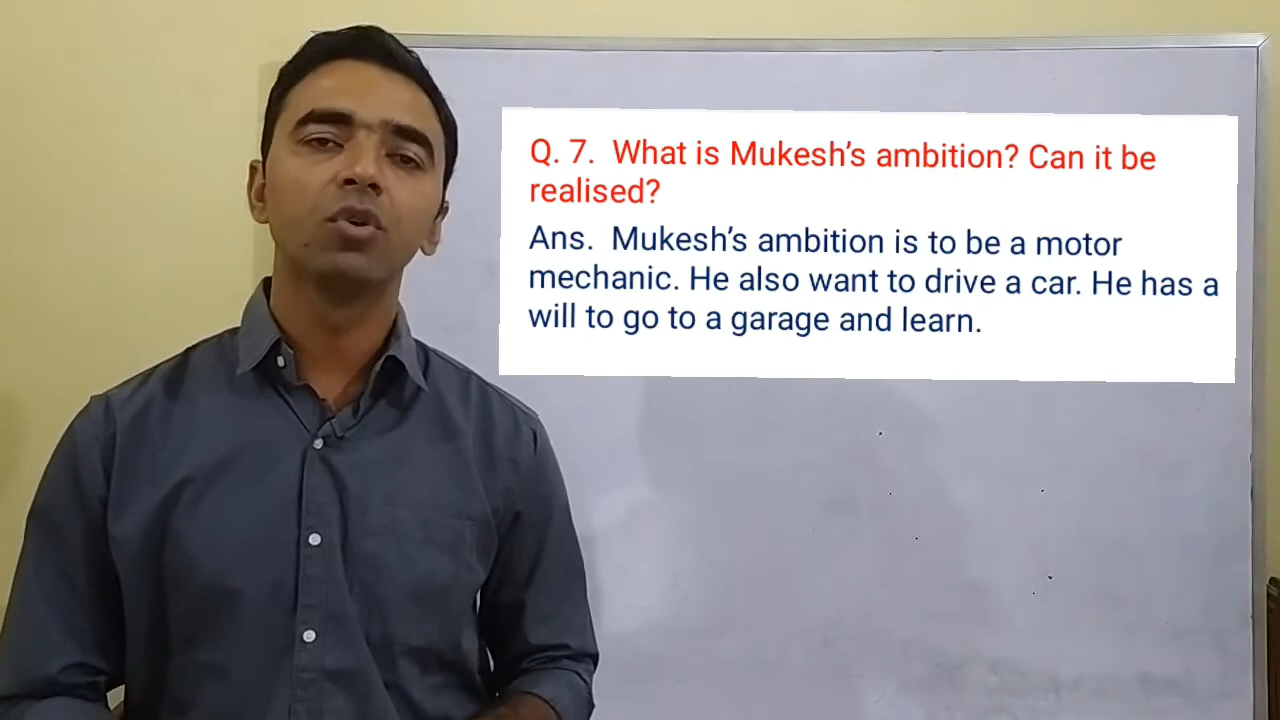 Q. 7.  What is Mukesh's ambition? Can it be
realised?
Ans.  Mukesh's ambition is to be a motor
mechanic. He also want to drive a car. He has a
will to go to a garage and learn.